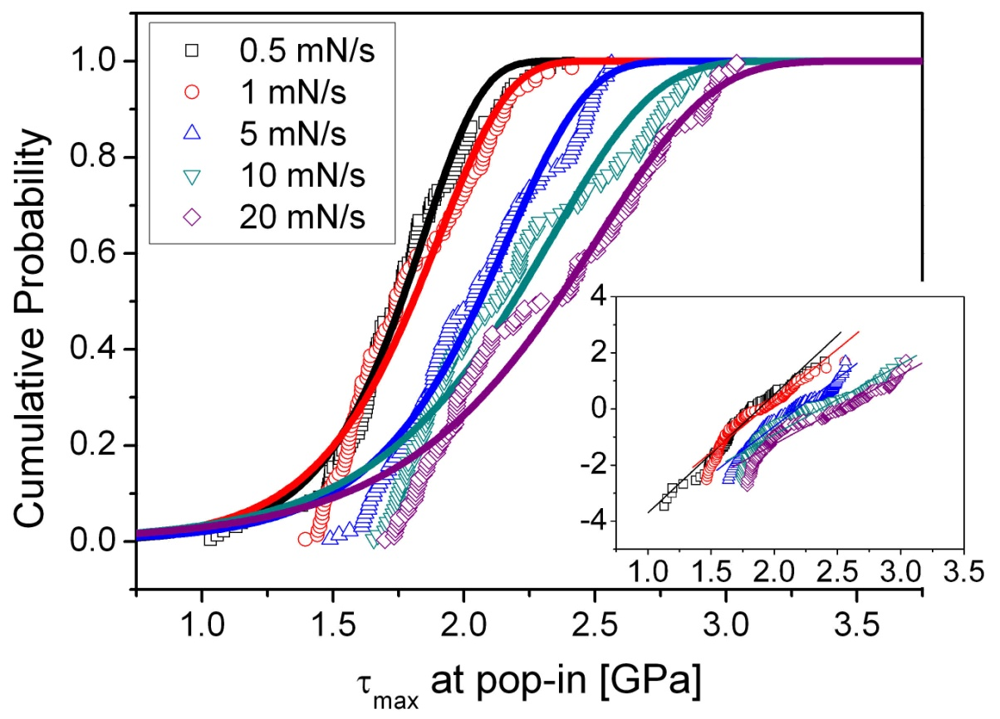 0.5 mN/s
1 mN/s
5 mN/s
10 mN/s
20 mN/s
Cumulative Probability
1.0
0.8
0.6
0.4
0.2
0.0
1.0 1.5 2.0 2.5 3.0 3.5
τmax at pop-in [GPa]
4
2
0
-2
-4
1.0 1.5 2.0 2.5 3.0 3.5